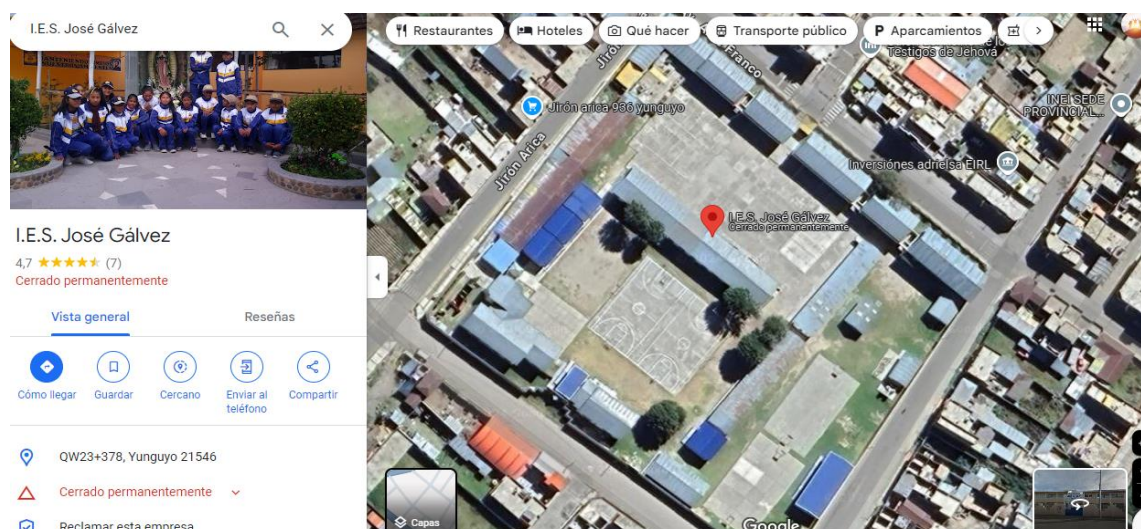 I.E.S. José Gálvez
I.E.S. José Gálvez
4,7 ★★★★★ (7)
Cerrado permanentemente
Vista general
Reseñas
Cómo llegar
Guardar
Cercano
Enviar al
teléfono
Compartir
QW23+378, Yunguyo 21546
Cerrado permanentemente
Reclamar esta empresa
Restaurantes
Hoteles
Qué hacer
Transporte público
P Aparcamientos
Franco
Testigos de Jehová
Jirón
Jirón arica 936 yunguyo
INEI SEDE
PROVINCIAL...
Jirón Arica
Inversiónes adrielsa EIRL
I.E.S. José Gálvez
Cerrado permanentemente
Capas
Google